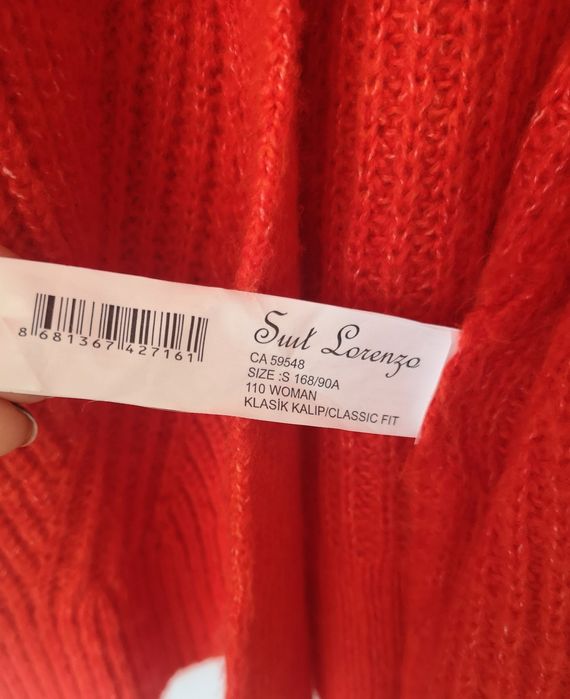 8 681367 427161
Suit Lorenzo
CA 59548
SIZE :S 168/90A
110 WOMAN
KLASİK KALIP/CLASSIC FIT